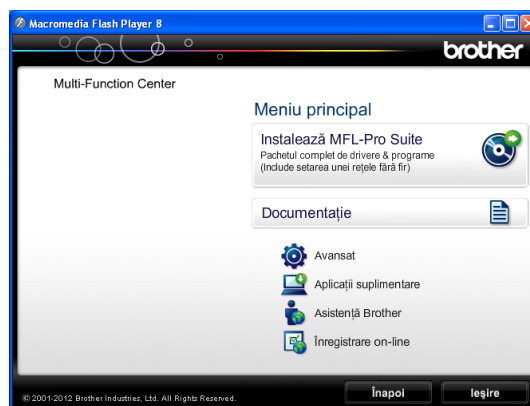 Macromedia Flash Player 8
brother
Multi-Function Center
Meniu principal
Instalează MFL-Pro Suite
Pachetul complet de drivere & programe
(Include setarea unei rețele fără fir)
Documentație
Avansat
Aplicații suplimentare
Asistență Brother
Înregistrare on-line
© 2001-2012 Brother Industries, Ltd. All Rights Reserved.
Înapoi
Ieșire